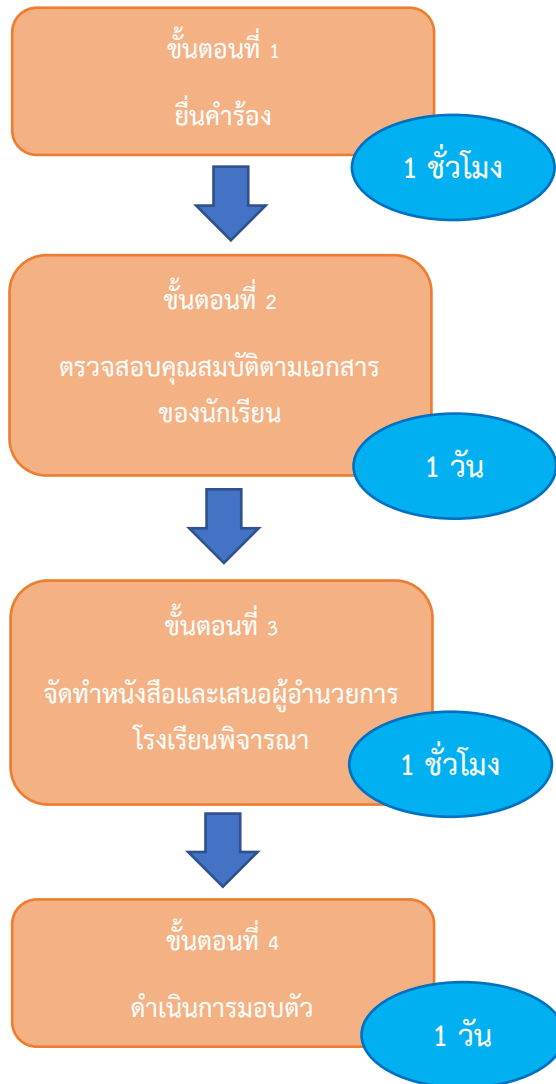 ขั้นตอนที่ 1
ยื่นคำร้อง
1 ชั่วโมง
ขั้นตอนที่ 2
ตรวจสอบคุณสมบัติตามเอกสาร
ของนักเรียน
1 วัน
ขั้นตอนที่ 3
จัดทำหนังสือและเสนอผู้อำนวยการ
โรงเรียนพิจารณา
1 ชั่วโมง
ขั้นตอนที่ 4
ดำเนินการมอบตัว
1 วัน